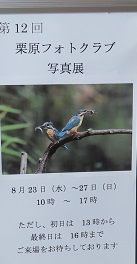 第12回
栗原フォトクラブ
写真展
8月23日（水）～27日（日）
10時 ～ 17時
ただし、初日は 13時から
最終日は 16時まで
ご来場をお待ちしております